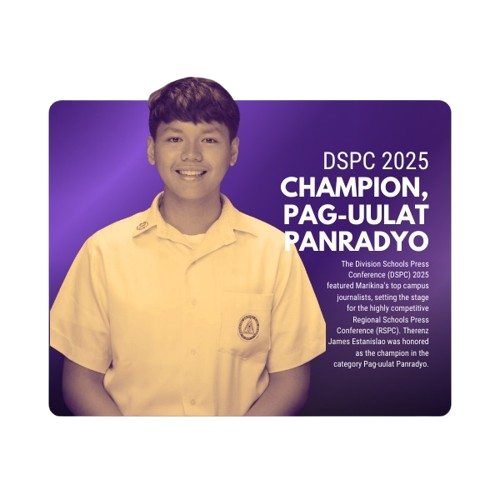 DSPC 2025
CHAMPION,
PAG-UULAT
PANRADYO
The Division Schools Press
Conference (DSPC) 2025
featured Marikina's top campus
journalists, setting the stage
for the highly competitive
Regional Schools Press
Conference (RSPC). Therenz
James Estanislao was honored
as the champion in the
category Pag-uulat Panradyo.